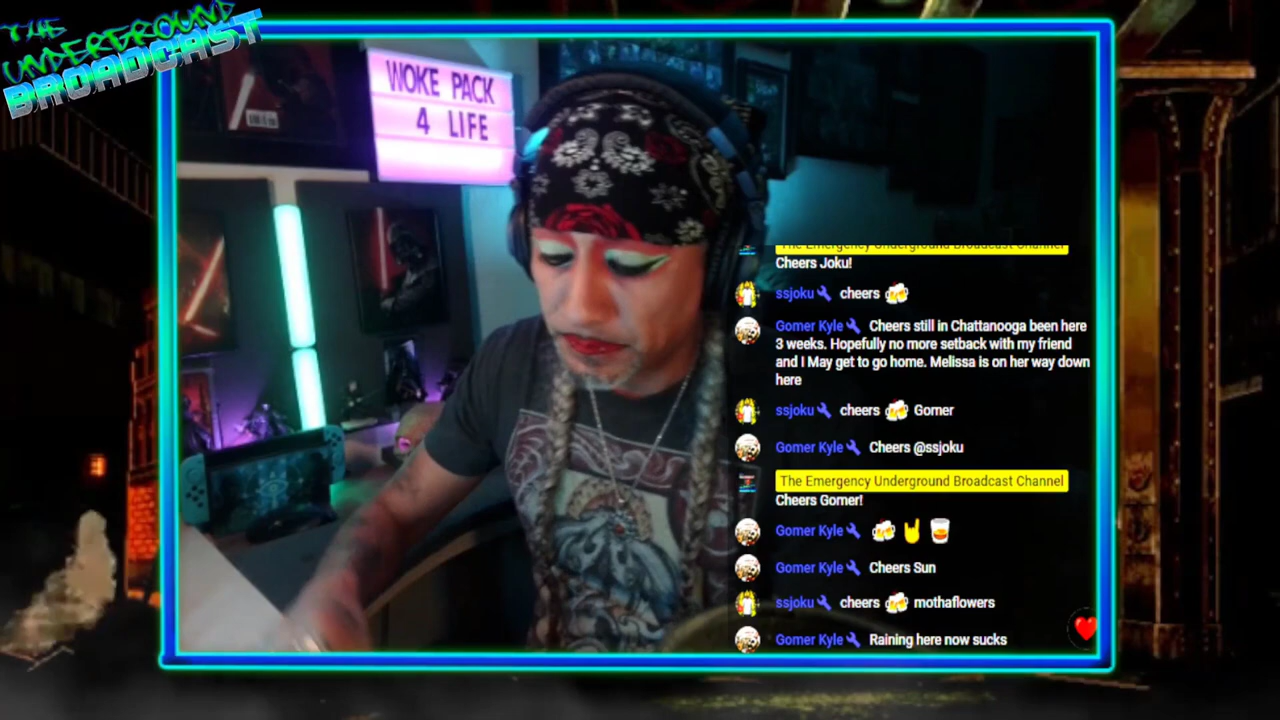 THE
UNDERGROUND
BROADCAST
WOKE PACK
4 LIFE
The Emergency Underground Broadcast Channel
Cheers Joku!
ssjoku cheers 🍻
Gomer Kyle Cheers still in Chattanooga been here
3 weeks. Hopefully no more setback with my friend
and I May get to go home. Melissa is on her way down
here
ssjoku cheers 🍻 Gomer
Gomer Kyle Cheers @ssjoku
The Emergency Underground Broadcast Channel
Cheers Gomer!
Gomer Kyle 🍻 🤘 🥃
Gomer Kyle Cheers Sun
ssjoku cheers 🍻 mothaflowers
Gomer Kyle Raining here now sucks